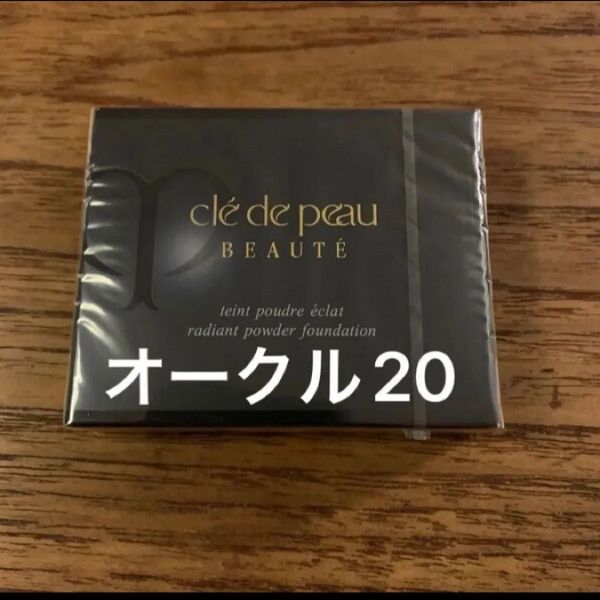 clé de peau
BEAUTÉ
teint poudre éclat
radiant powder foundation
オークル20